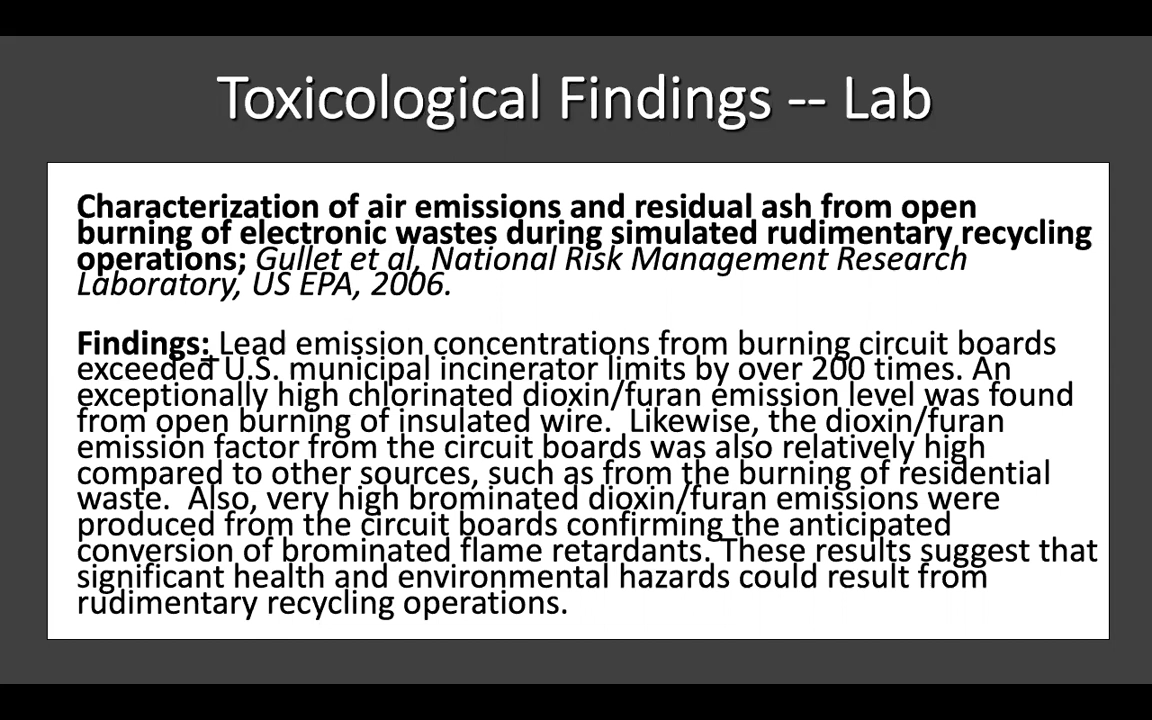 Toxicological Findings -- Lab
Characterization of air emissions and residual ash from open
burning of electronic wastes during simulated rudimentary recycling
operations; Gullet et al, National Risk Management Research
Laboratory, US EPA, 2006.
Findings: Lead emission concentrations from burning circuit boards
exceeded U.S. municipal incinerator limits by over 200 times. An
exceptionally high chlorinated dioxin/furan emission level was found
from open burning of insulated wire.  Likewise, the dioxin/furan
emission factor from the circuit boards was also relatively high
compared to other sources, such as from the burning of residential
waste.  Also, very high brominated dioxin/furan emissions were
produced from the circuit boards confirming the anticipated
conversion of brominated flame retardants. These results suggest that
significant health and environmental hazards could result from
rudimentary recycling operations.